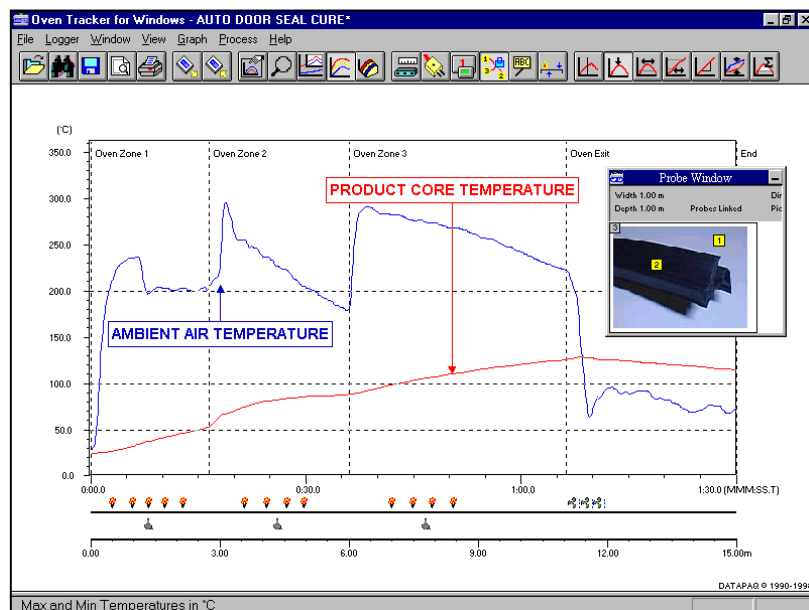 Oven Tracker for Windows - AUTO DOOR SEAL CURE*
File Logger Window View Graph Process Help
(°C)
350.0
300.0
250.0
200.0
150.0
100.0
50.0
0.0
Oven Zone 1 Oven Zone 2 Oven Zone 3 Oven Exit End
PRODUCT CORE TEMPERATURE
AMBIENT AIR TEMPERATURE
Probe Window
Width 1.00 m Dir
Depth 1.00 m Probes Linked Pic
3
1
2
0:00.0 0:30.0 1:00.0 1:30.0 (MMM:SS.T)
0.00 3.00 6.00 9.00 12.00 15.00m
DATAPAQ © 1990-1998
Max and Min Temperatures in °C